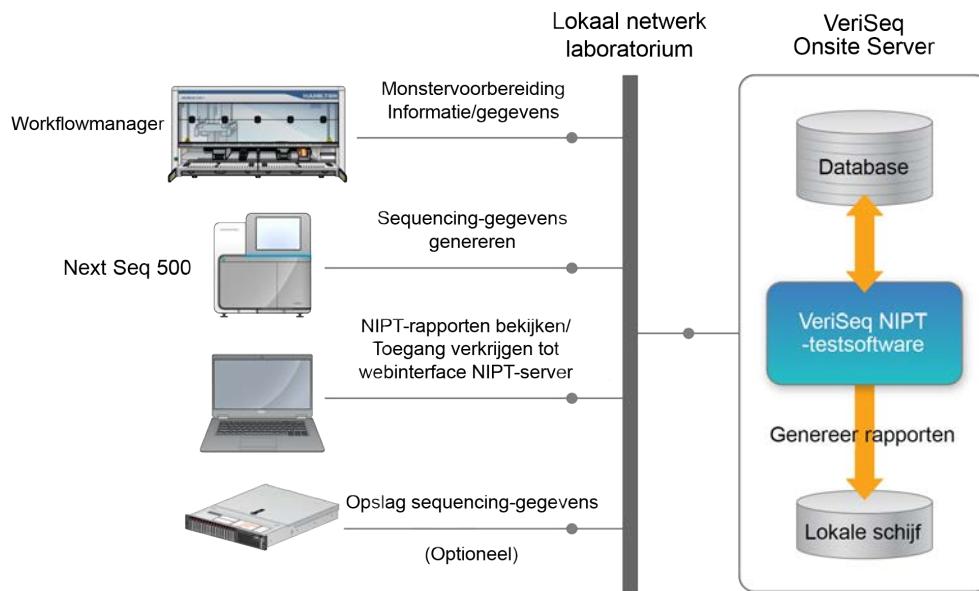 Lokaal netwerk
laboratorium
VeriSeq
Onsite Server
Workflowmanager
HAMILTON
Monstervoorbereiding
Informatie/gegevens
Database
Next Seq 500
Sequencing-gegevens
genereren
VeriSeq NIPT
-testsoftware
NIPT-rapporten bekijken/
Toegang verkrijgen tot
webinterface NIPT-server
Genereer rapporten
Opslag sequencing-gegevens
(Optioneel)
Lokale schijf